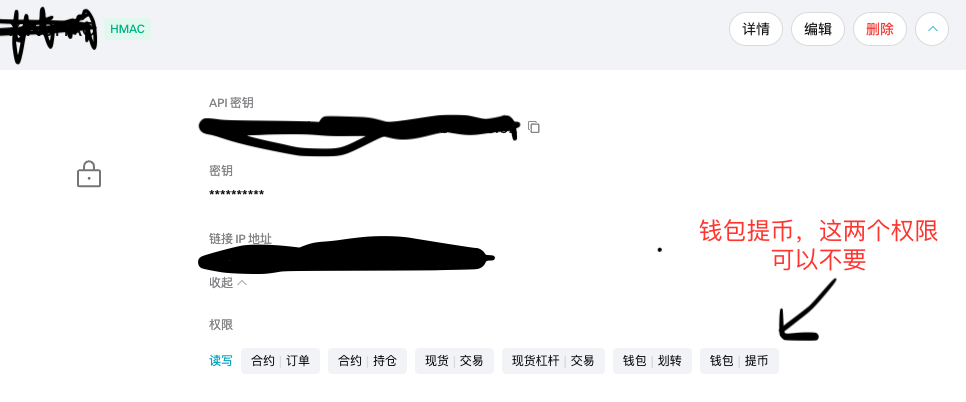 HMAC
详情 编辑 删除
API 密钥
密钥
**********
链接 IP 地址
钱包提币，这两个权限
可以不要
收起
权限
读写 合约 | 订单 合约 | 持仓 现货 | 交易 现货杠杆 | 交易 钱包 | 划转 钱包 | 提币